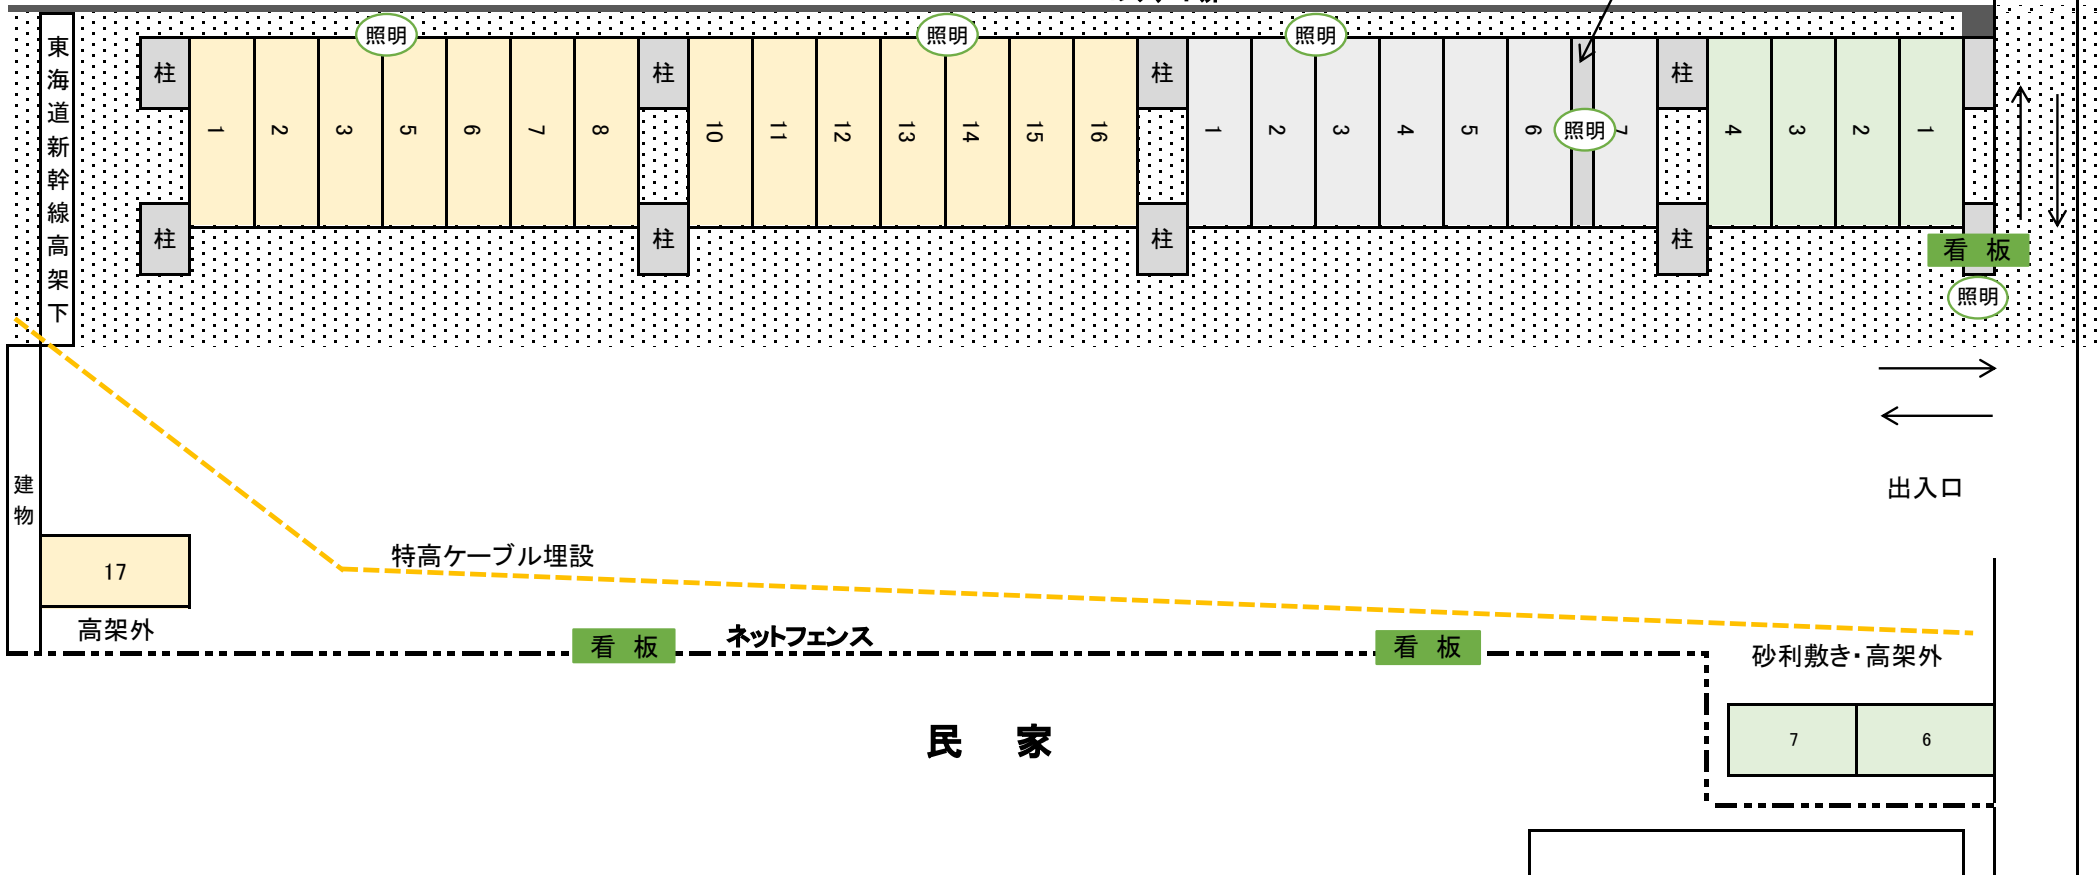 東海道新幹線高架下
照明
照明
照明
柱
柱
柱
柱
1
2
3
5
6
7
8
10
11
12
13
14
15
16
1
2
3
4
5
6
照明
7
4
3
2
1
柱
柱
柱
柱
看 板
照明
出入口
建物
17
高架外
特高ケーブル埋設
看 板
ネットフェンス
看 板
砂利敷き・高架外
民 家
7
6